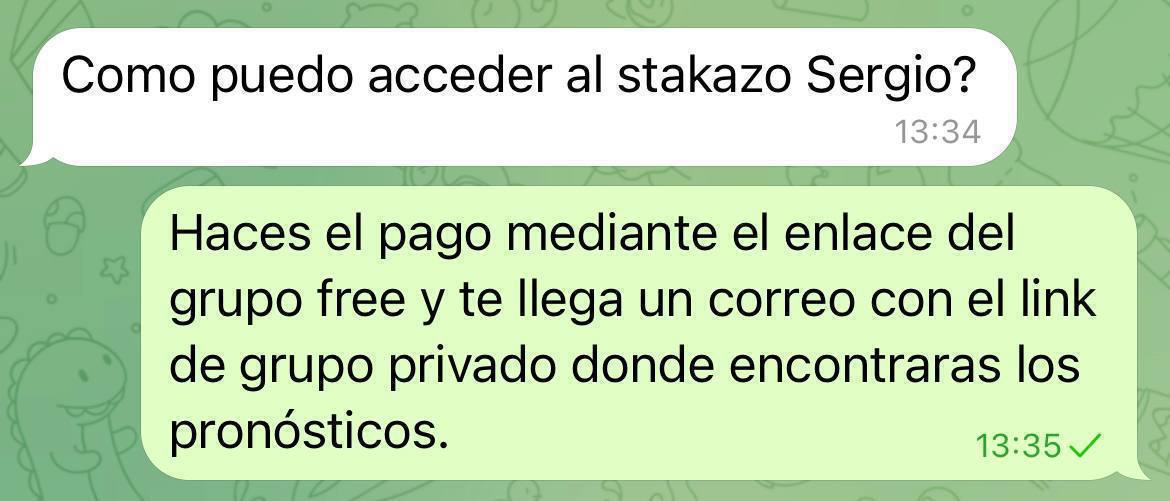 Como puedo acceder al stakazo Sergio?
13:34
Haces el pago mediante el enlace del
grupo free y te llega un correo con el link
de grupo privado donde encontraras los
pronósticos.
13:35